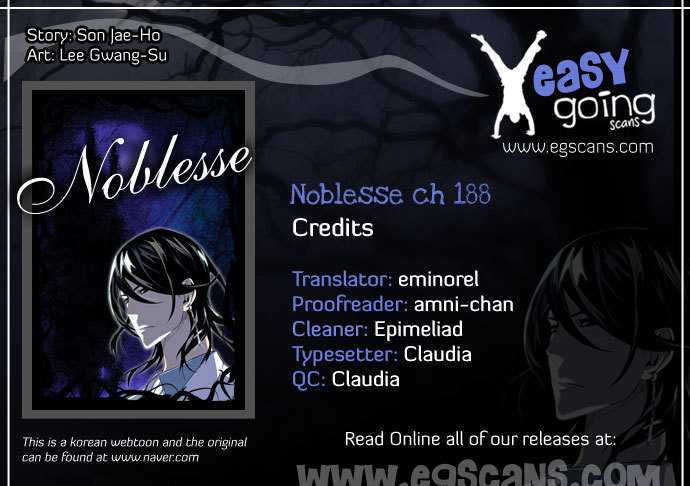 Story: Son Jae-Ho
Art: Lee Gwang-Su
easy
going
scans
www.egscans.com
Noblesse
Noblesse ch 188
Credits
Translator: eminorel
Proofreader: amni-chan
Cleaner: Epimeliad
Typesetter: Claudia
QC: Claudia
This is a korean webtoon and the original
can be found at www.naver.com
Read Online all of our releases at:
www.egscans.com